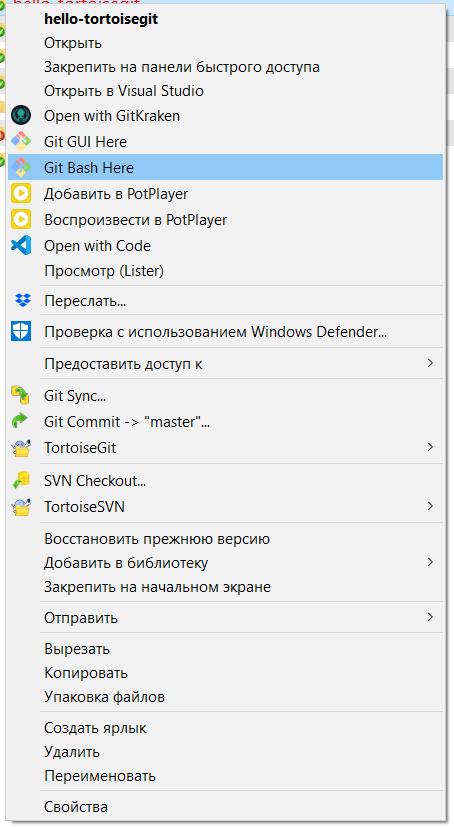 hello-tortoisegit
hello-tortoisegit
Открыть
Закрепить на панели быстрого доступа
Открыть в Visual Studio
Open with GitKraken
Git GUI Here
Git Bash Here
Добавить в PotPlayer
Воспроизвести в PotPlayer
Open with Code
Просмотр (Lister)
Переслать...
Проверка с использованием Windows Defender...
Предоставить доступ к
Git Sync...
Git Commit -> "master"...
TortoiseGit
SVN Checkout...
TortoiseSVN
Восстановить прежнюю версию
Добавить в библиотеку
Закрепить на начальном экране
Отправить
Вырезать
Копировать
Упаковка файлов
Создать ярлык
Удалить
Переименовать
Свойства